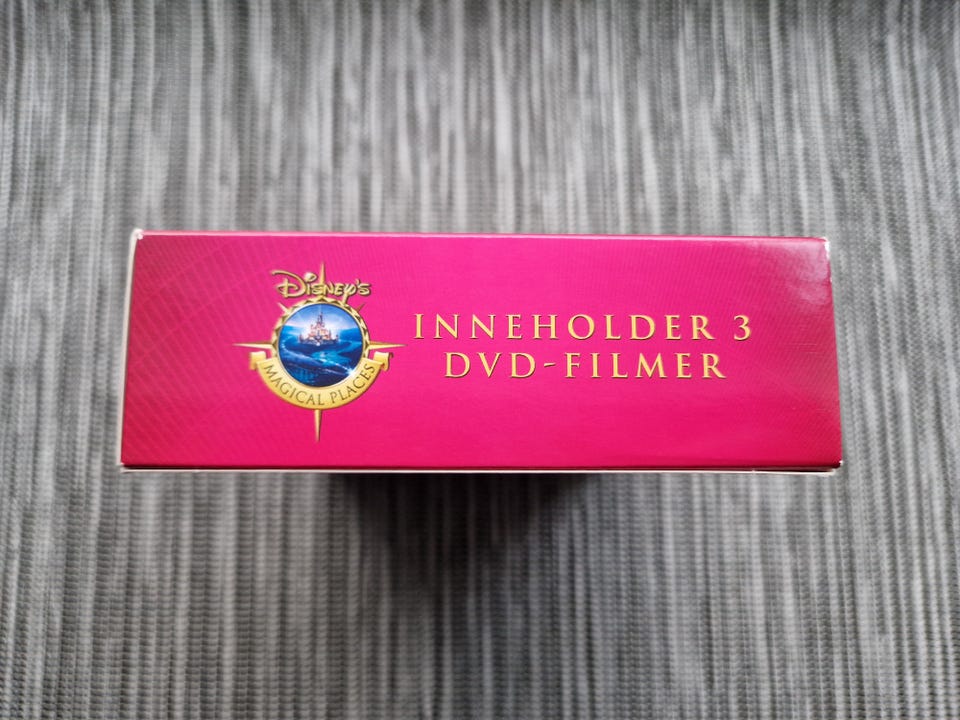 Disney's
MAGICAL PLACES
INNEHOLDER 3
DVD-FILMER